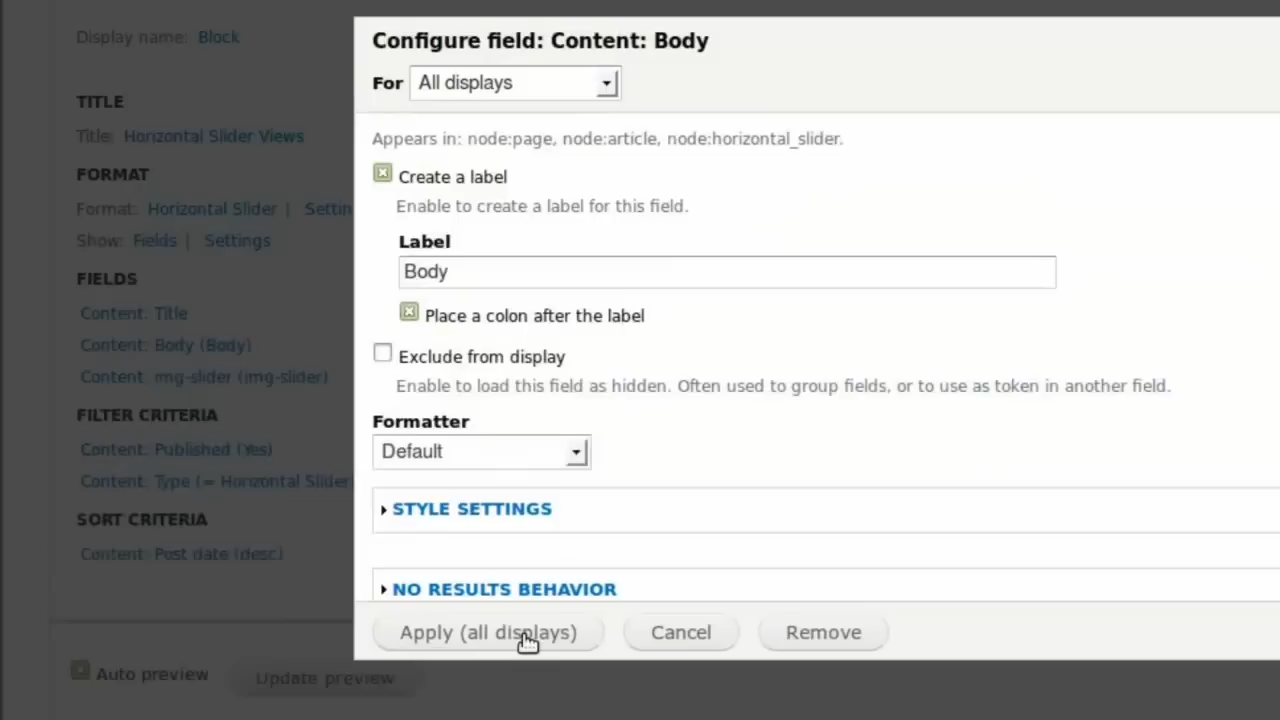 Display name: Block
TITLE
Title: Horizontal Slider Views
FORMAT
Format: Horizontal Slider | Settin
Show: Fields | Settings
FIELDS
Content: Title
Content: Body (Body)
Content: img-slider (img-slider)
FILTER CRITERIA
Content: Published (Yes)
Content: Type (= Horizontal Slider)
SORT CRITERIA
Content: Post date (desc)
Auto preview
Update preview
Configure field: Content: Body
For All displays
Appears in: node:page, node:article, node:horizontal_slider.
Create a label
Enable to create a label for this field.
Label
Body
Place a colon after the label
Exclude from display
Enable to load this field as hidden. Often used to group fields, or to use as token in another field.
Formatter
Default
STYLE SETTINGS
NO RESULTS BEHAVIOR
Apply (all displays)
Cancel
Remove